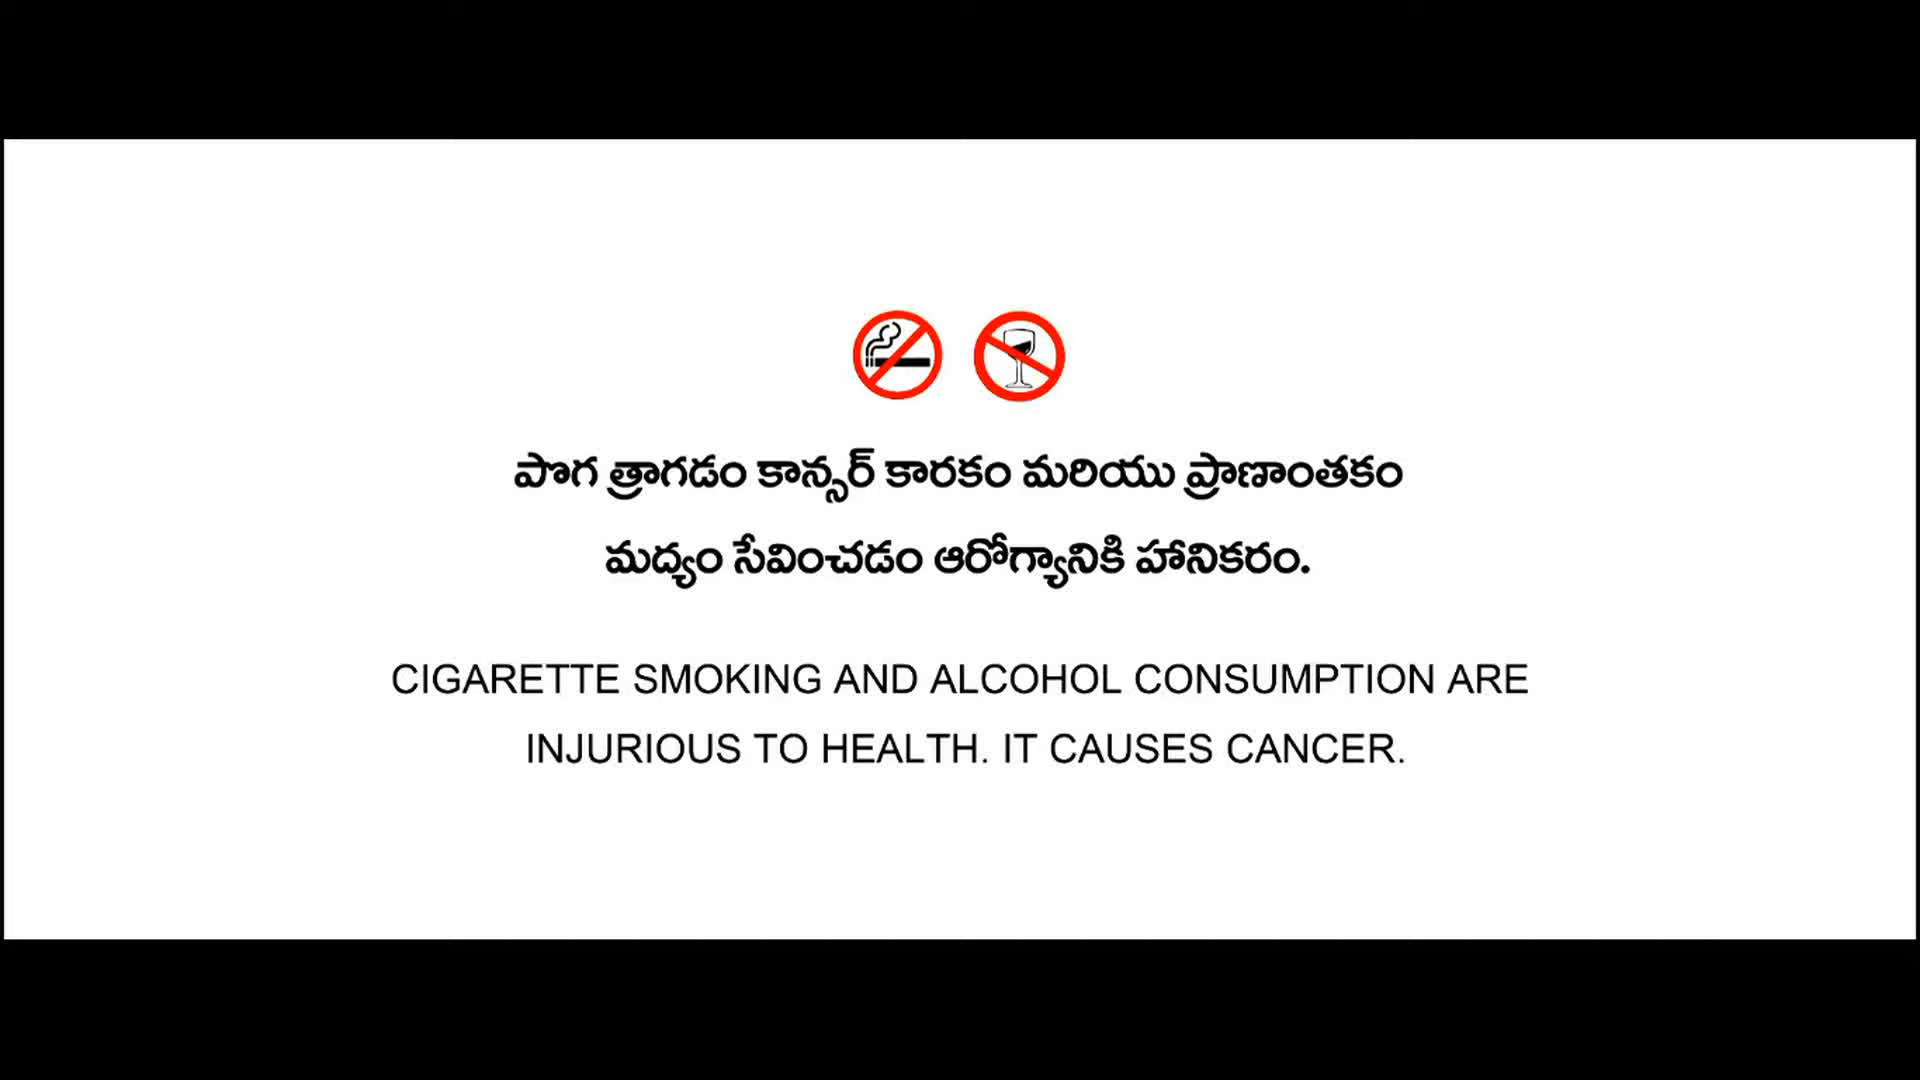 పొగ త్రాగడం కాన్సర్ కారకం మరియు ప్రాణాంతకం
మద్యం సేవించడం ఆరోగ్యానికి హానికరం.
CIGARETTE SMOKING AND ALCOHOL CONSUMPTION ARE
INJURIOUS TO HEALTH. IT CAUSES CANCER.